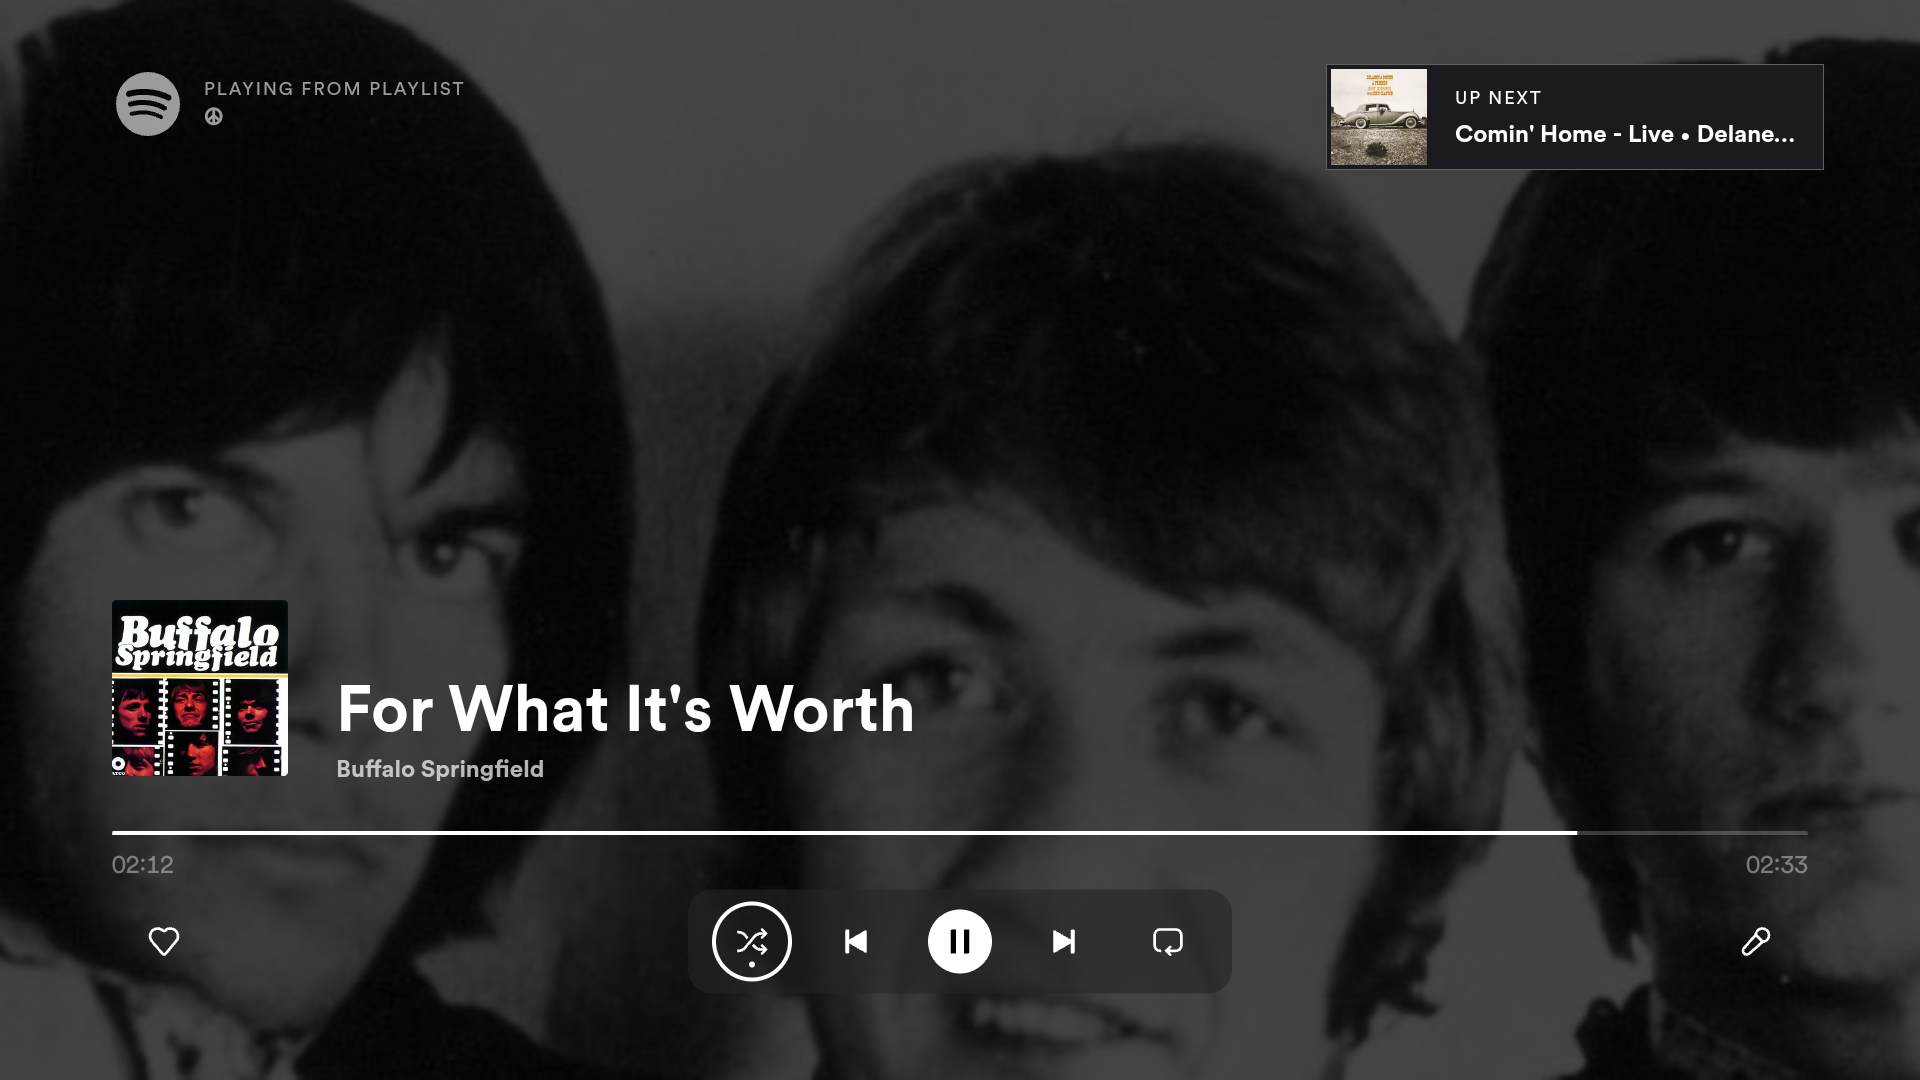 PLAYING FROM PLAYLIST
☮
UP NEXT
Comin' Home - Live • Delane...
Buffalo
Springfield
For What It's Worth
Buffalo Springfield
02:12
02:33